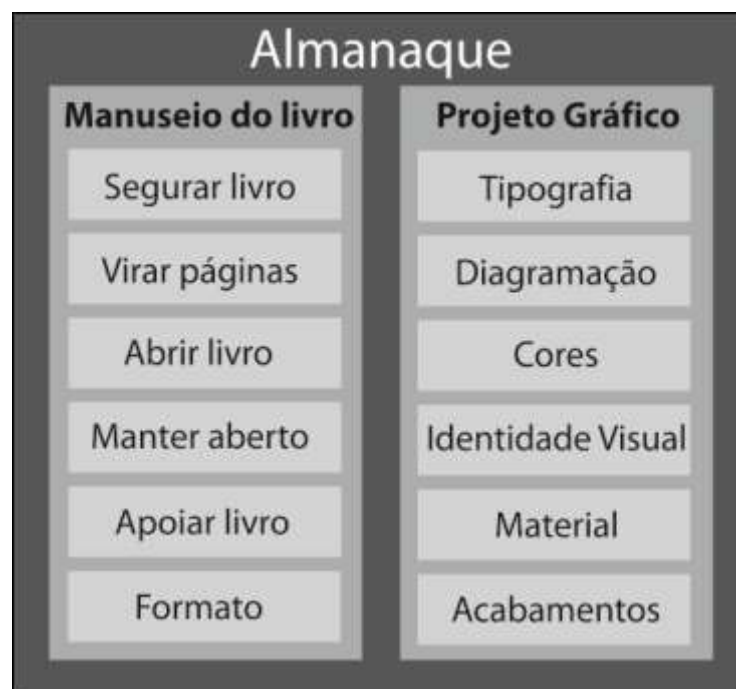 Almanaque
Manuseio do livro
Segurar livro
Virar páginas
Abrir livro
Manter aberto
Apoiar livro
Formato
Projeto Gráfico
Tipografia
Diagramação
Cores
Identidade Visual
Material
Acabamentos